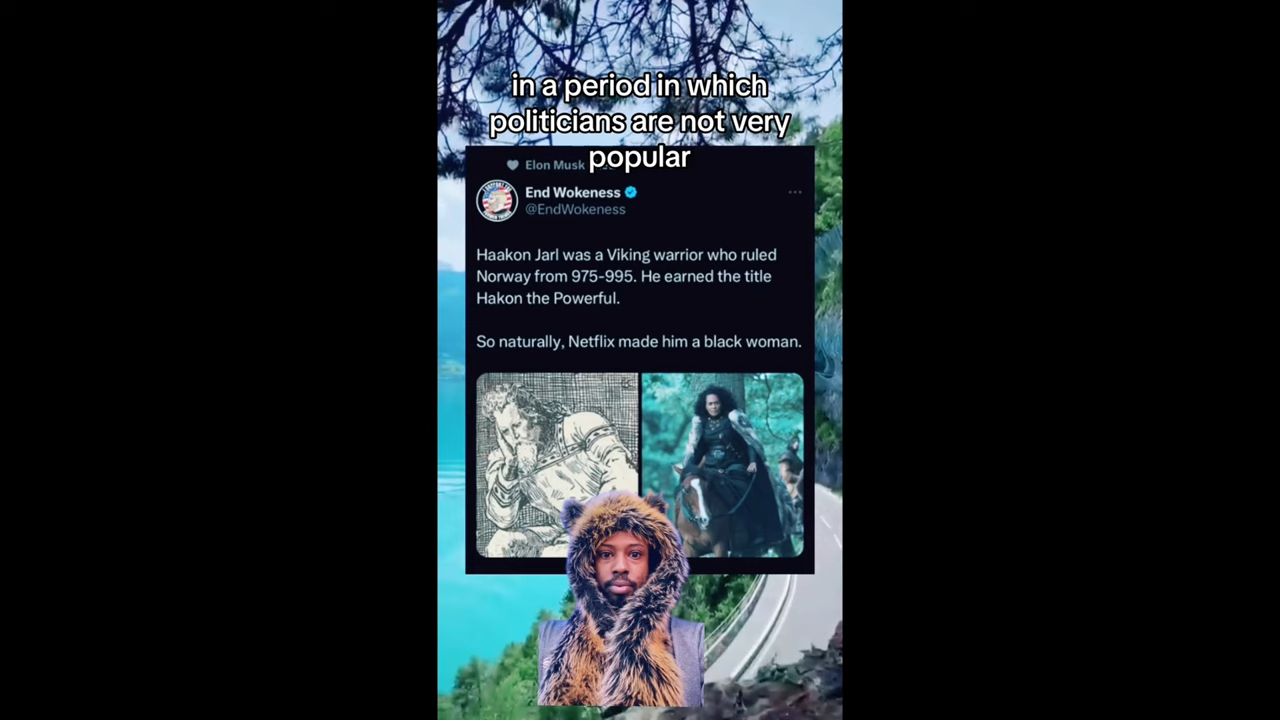 in a period in which
politicians are not very
popular
Elon Musk
End Wokeness
@EndWokeness
Haakon Jarl was a Viking warrior who ruled
Norway from 975-995. He earned the title
Hakon the Powerful.
So naturally, Netflix made him a black woman.